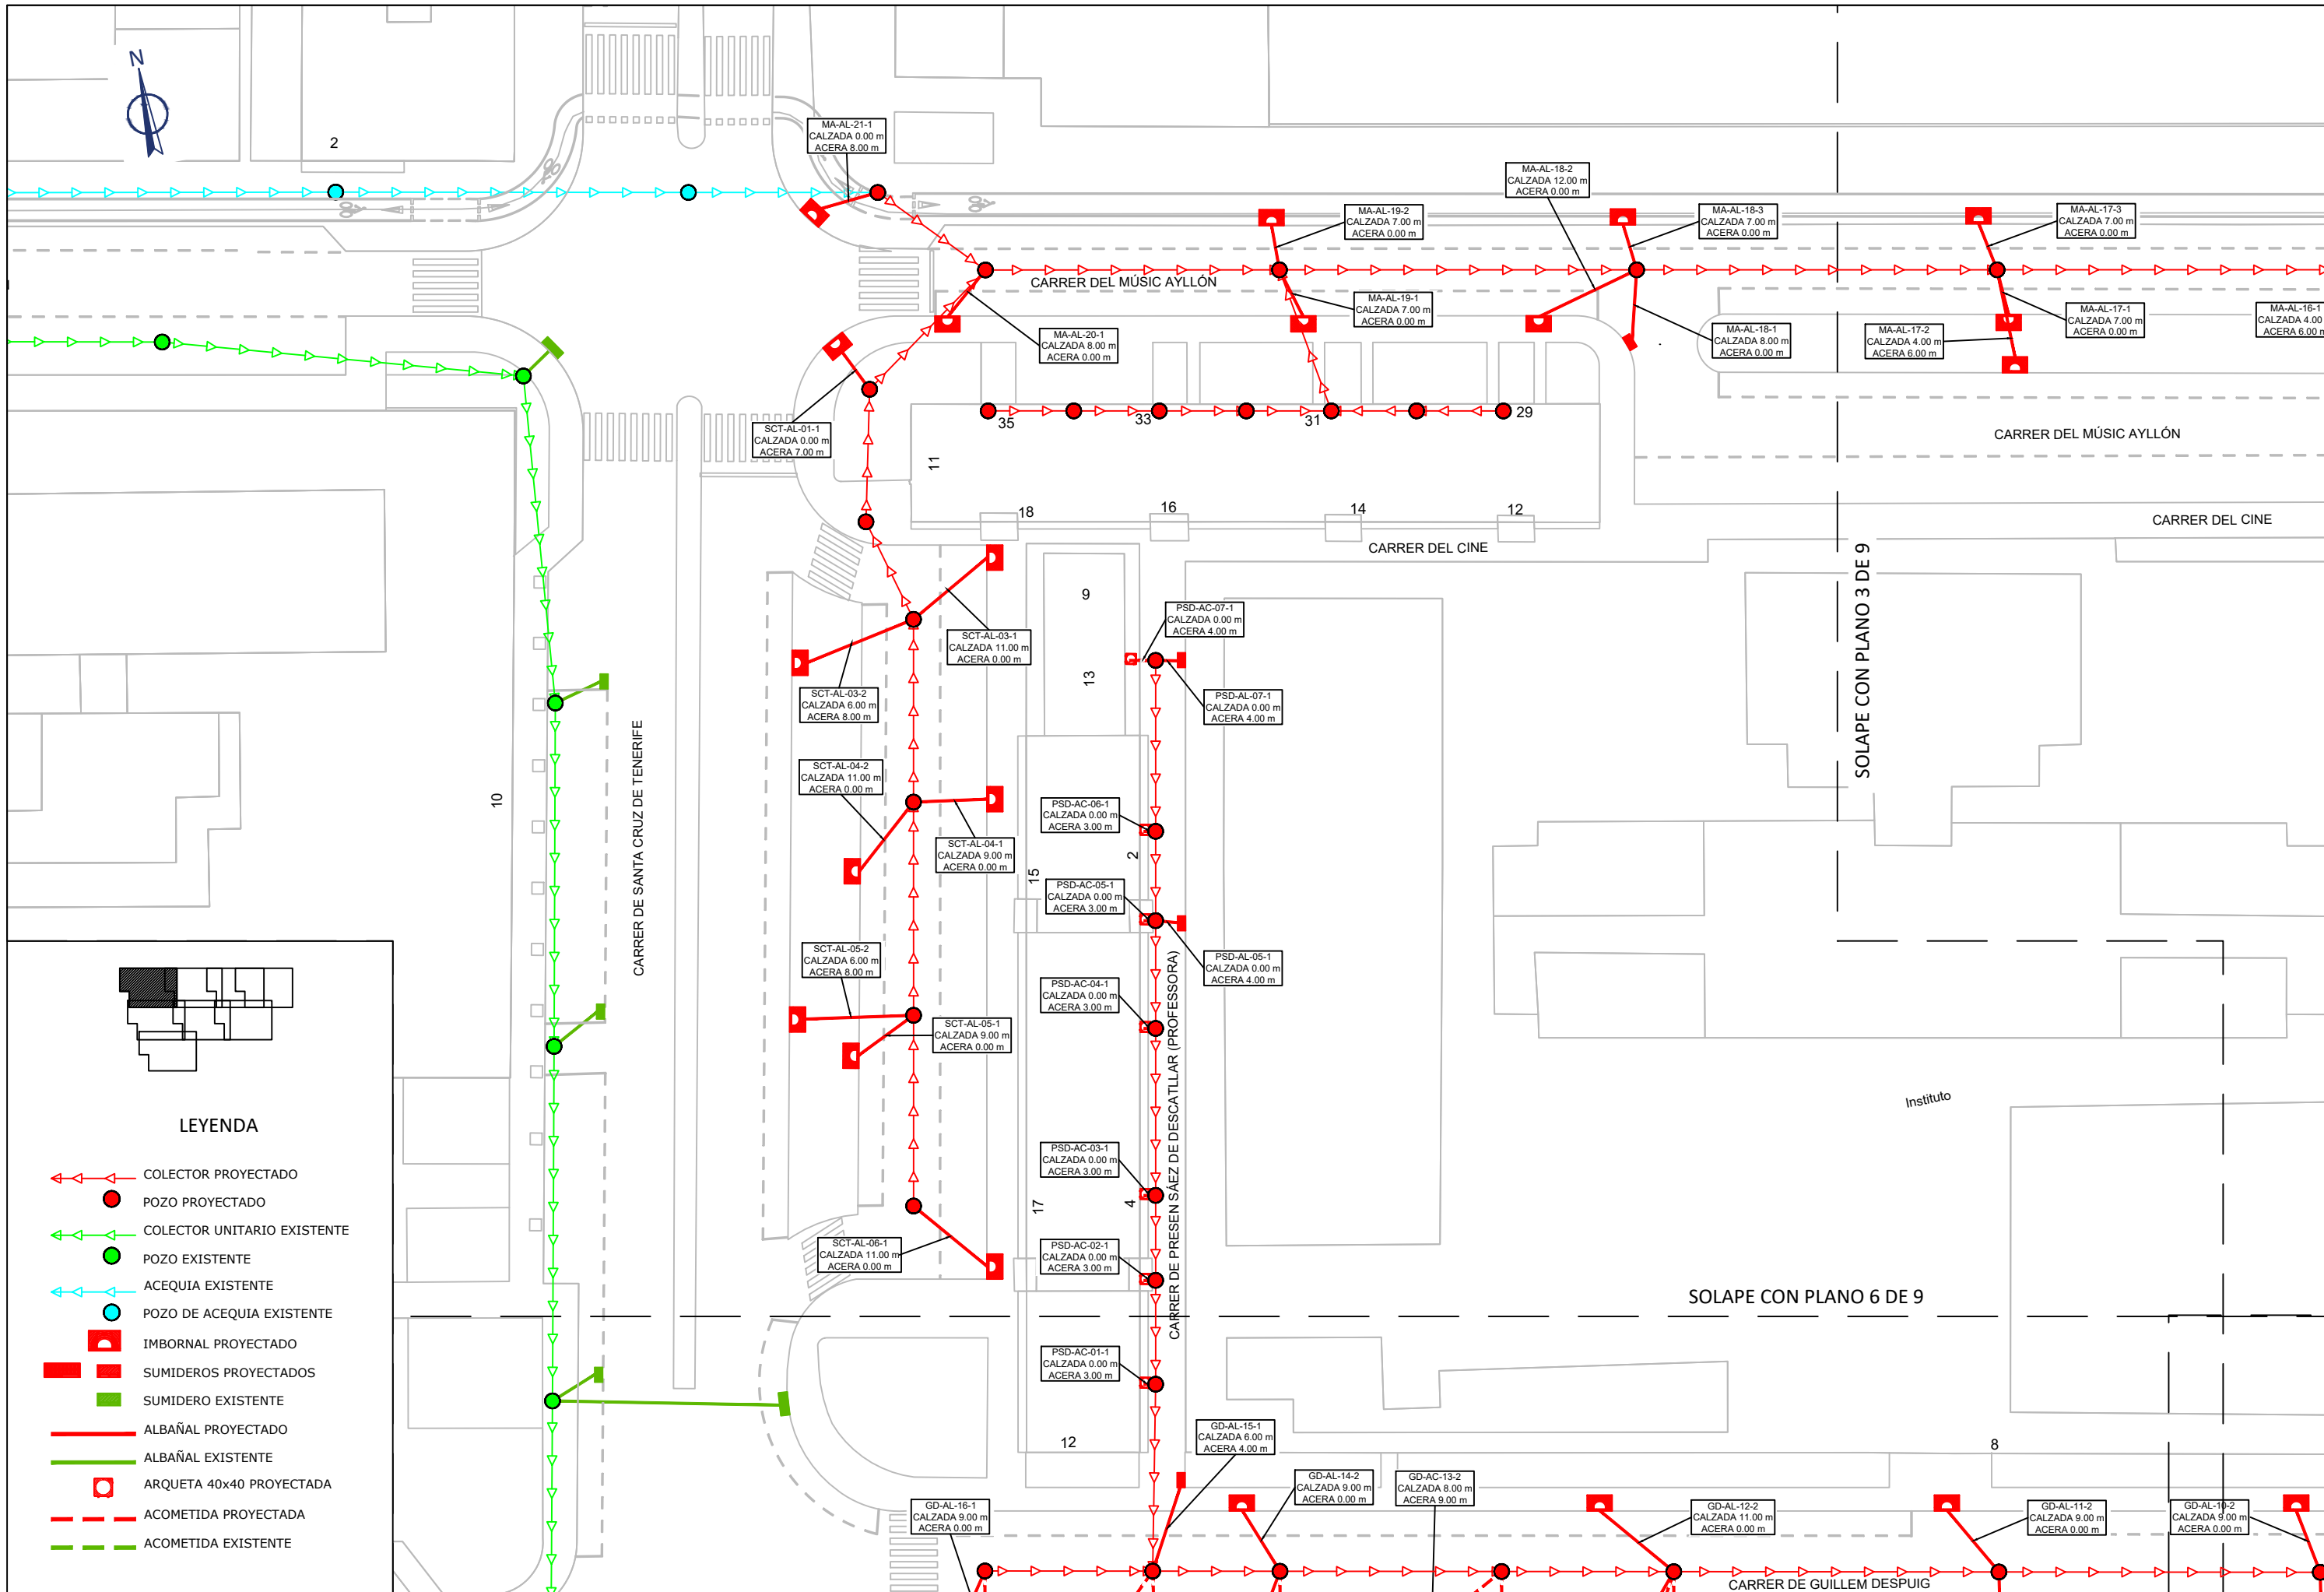 N
2
MA-AL-21-1
CALZADA 0.00 m
ACERA 8.00 m
MA-AL-18-2
CALZADA 12.00 m
ACERA 0.00 m
MA-AL-19-2
CALZADA 7.00 m
ACERA 0.00 m
MA-AL-18-3
CALZADA 7.00 m
ACERA 0.00 m
MA-AL-17-3
CALZADA 7.00 m
ACERA 0.00 m
CARRER DEL MÚSIC AYLLÓN
MA-AL-19-1
CALZADA 7.00 m
ACERA 0.00 m
MA-AL-20-1
CALZADA 8.00 m
ACERA 0.00 m
MA-AL-18-1
CALZADA 8.00 m
ACERA 0.00 m
MA-AL-17-2
CALZADA 4.00 m
ACERA 6.00 m
MA-AL-17-1
CALZADA 7.00 m
ACERA 0.00 m
MA-AL-16-1
CALZADA 4.00
ACERA 6.00 m
SCT-AL-01-1
CALZADA 0.00 m
ACERA 7.00 m
35
33
31
29
CARRER DEL MÚSIC AYLLÓN
11
18
16
14
12
CARRER DEL CINE
CARRER DEL CINE
SOLAPE CON PLANO 3 DE 9
9
13
PSD-AC-07-1
CALZADA 0.00 m
ACERA 4.00 m
SCT-AL-03-1
CALZADA 11.00 m
ACERA 0.00 m
SCT-AL-03-2
CALZADA 6.00 m
ACERA 8.00 m
PSD-AL-07-1
CALZADA 0.00 m
ACERA 4.00 m
10
CARRER DE SANTA CRUZ DE TENERIFE
SCT-AL-04-2
CALZADA 11.00 m
ACERA 0.00 m
SCT-AL-04-1
CALZADA 9.00 m
ACERA 0.00 m
PSD-AC-06-1
CALZADA 0.00 m
ACERA 3.00 m
2
15
PSD-AC-05-1
CALZADA 0.00 m
ACERA 3.00 m
PSD-AL-05-1
CALZADA 0.00 m
ACERA 4.00 m
SCT-AL-05-2
CALZADA 6.00 m
ACERA 8.00 m
PSD-AC-04-1
CALZADA 0.00 m
ACERA 3.00 m
SCT-AL-05-1
CALZADA 9.00 m
ACERA 0.00 m
CARRER DE PRESEN SÁEZ DE DESCATLLAR (PROFESSORA)
Instituto
PSD-AC-03-1
CALZADA 0.00 m
ACERA 3.00 m
17
4
SCT-AL-06-1
CALZADA 11.00 m
ACERA 0.00 m
PSD-AC-02-1
CALZADA 0.00 m
ACERA 3.00 m
SOLAPE CON PLANO 6 DE 9
PSD-AC-01-1
CALZADA 0.00 m
ACERA 3.00 m
12
8
GD-AL-15-1
CALZADA 6.00 m
ACERA 4.00 m
GD-AL-16-1
CALZADA 9.00 m
ACERA 0.00 m
GD-AL-14-2
CALZADA 9.00 m
ACERA 0.00 m
GD-AC-13-2
CALZADA 8.00 m
ACERA 9.00 m
GD-AL-12-2
CALZADA 11.00 m
ACERA 0.00 m
GD-AL-11-2
CALZADA 9.00 m
ACERA 0.00 m
GD-AL-10-2
CALZADA 9.00 m
ACERA 0.00 m
CARRER DE GUILLEM DESPUIG
LEYENDA
COLECTOR PROYECTADO
POZO PROYECTADO
COLECTOR UNITARIO EXISTENTE
POZO EXISTENTE
ACEQUIA EXISTENTE
POZO DE ACEQUIA EXISTENTE
IMBORNAL PROYECTADO
SUMIDEROS PROYECTADOS
SUMIDERO EXISTENTE
ALBAÑAL PROYECTADO
ALBAÑAL EXISTENTE
ARQUETA 40x40 PROYECTADA
ACOMETIDA PROYECTADA
ACOMETIDA EXISTENTE